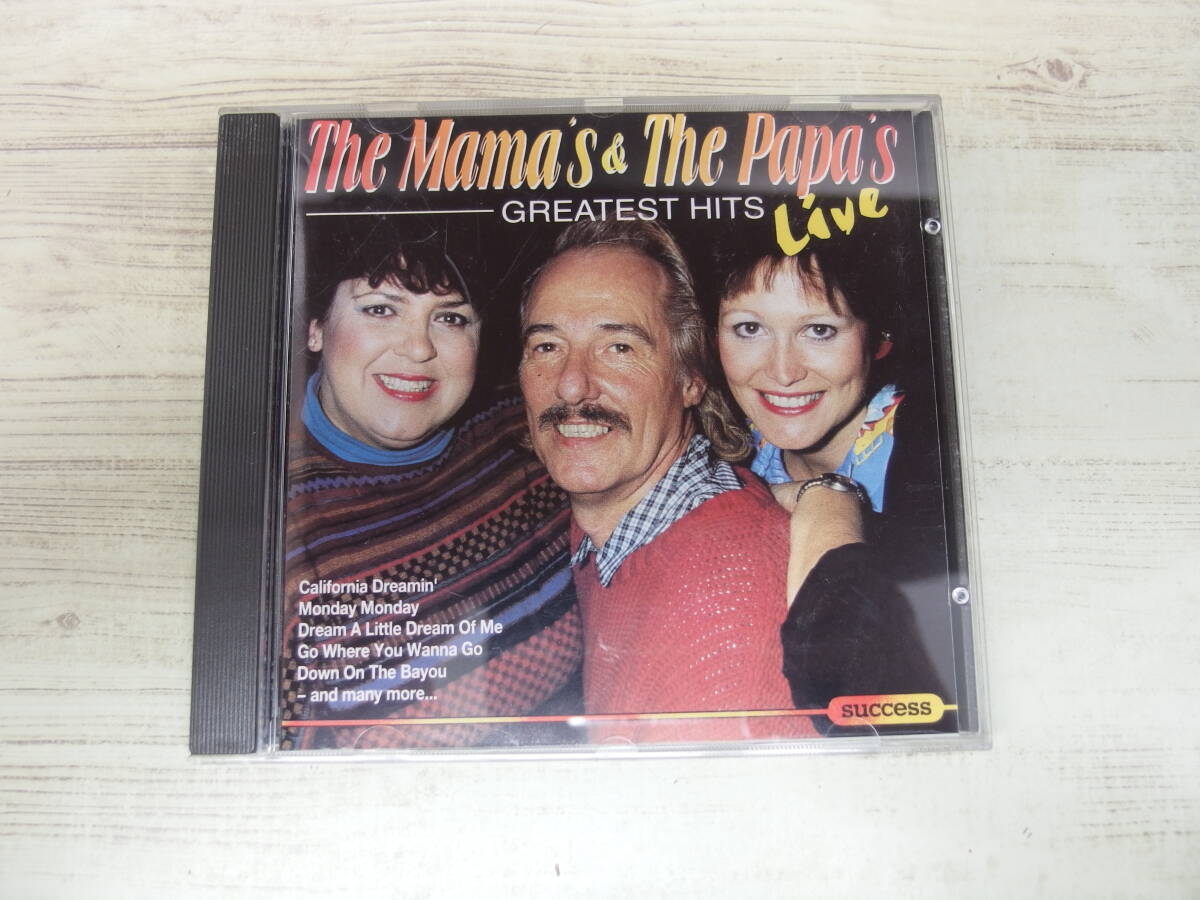 The Mama's & The Papa's
GREATEST HITS Live
California Dreamin'
Monday Monday
Dream A Little Dream Of Me
Go Where You Wanna Go
Down On The Bayou
– and many more...
success